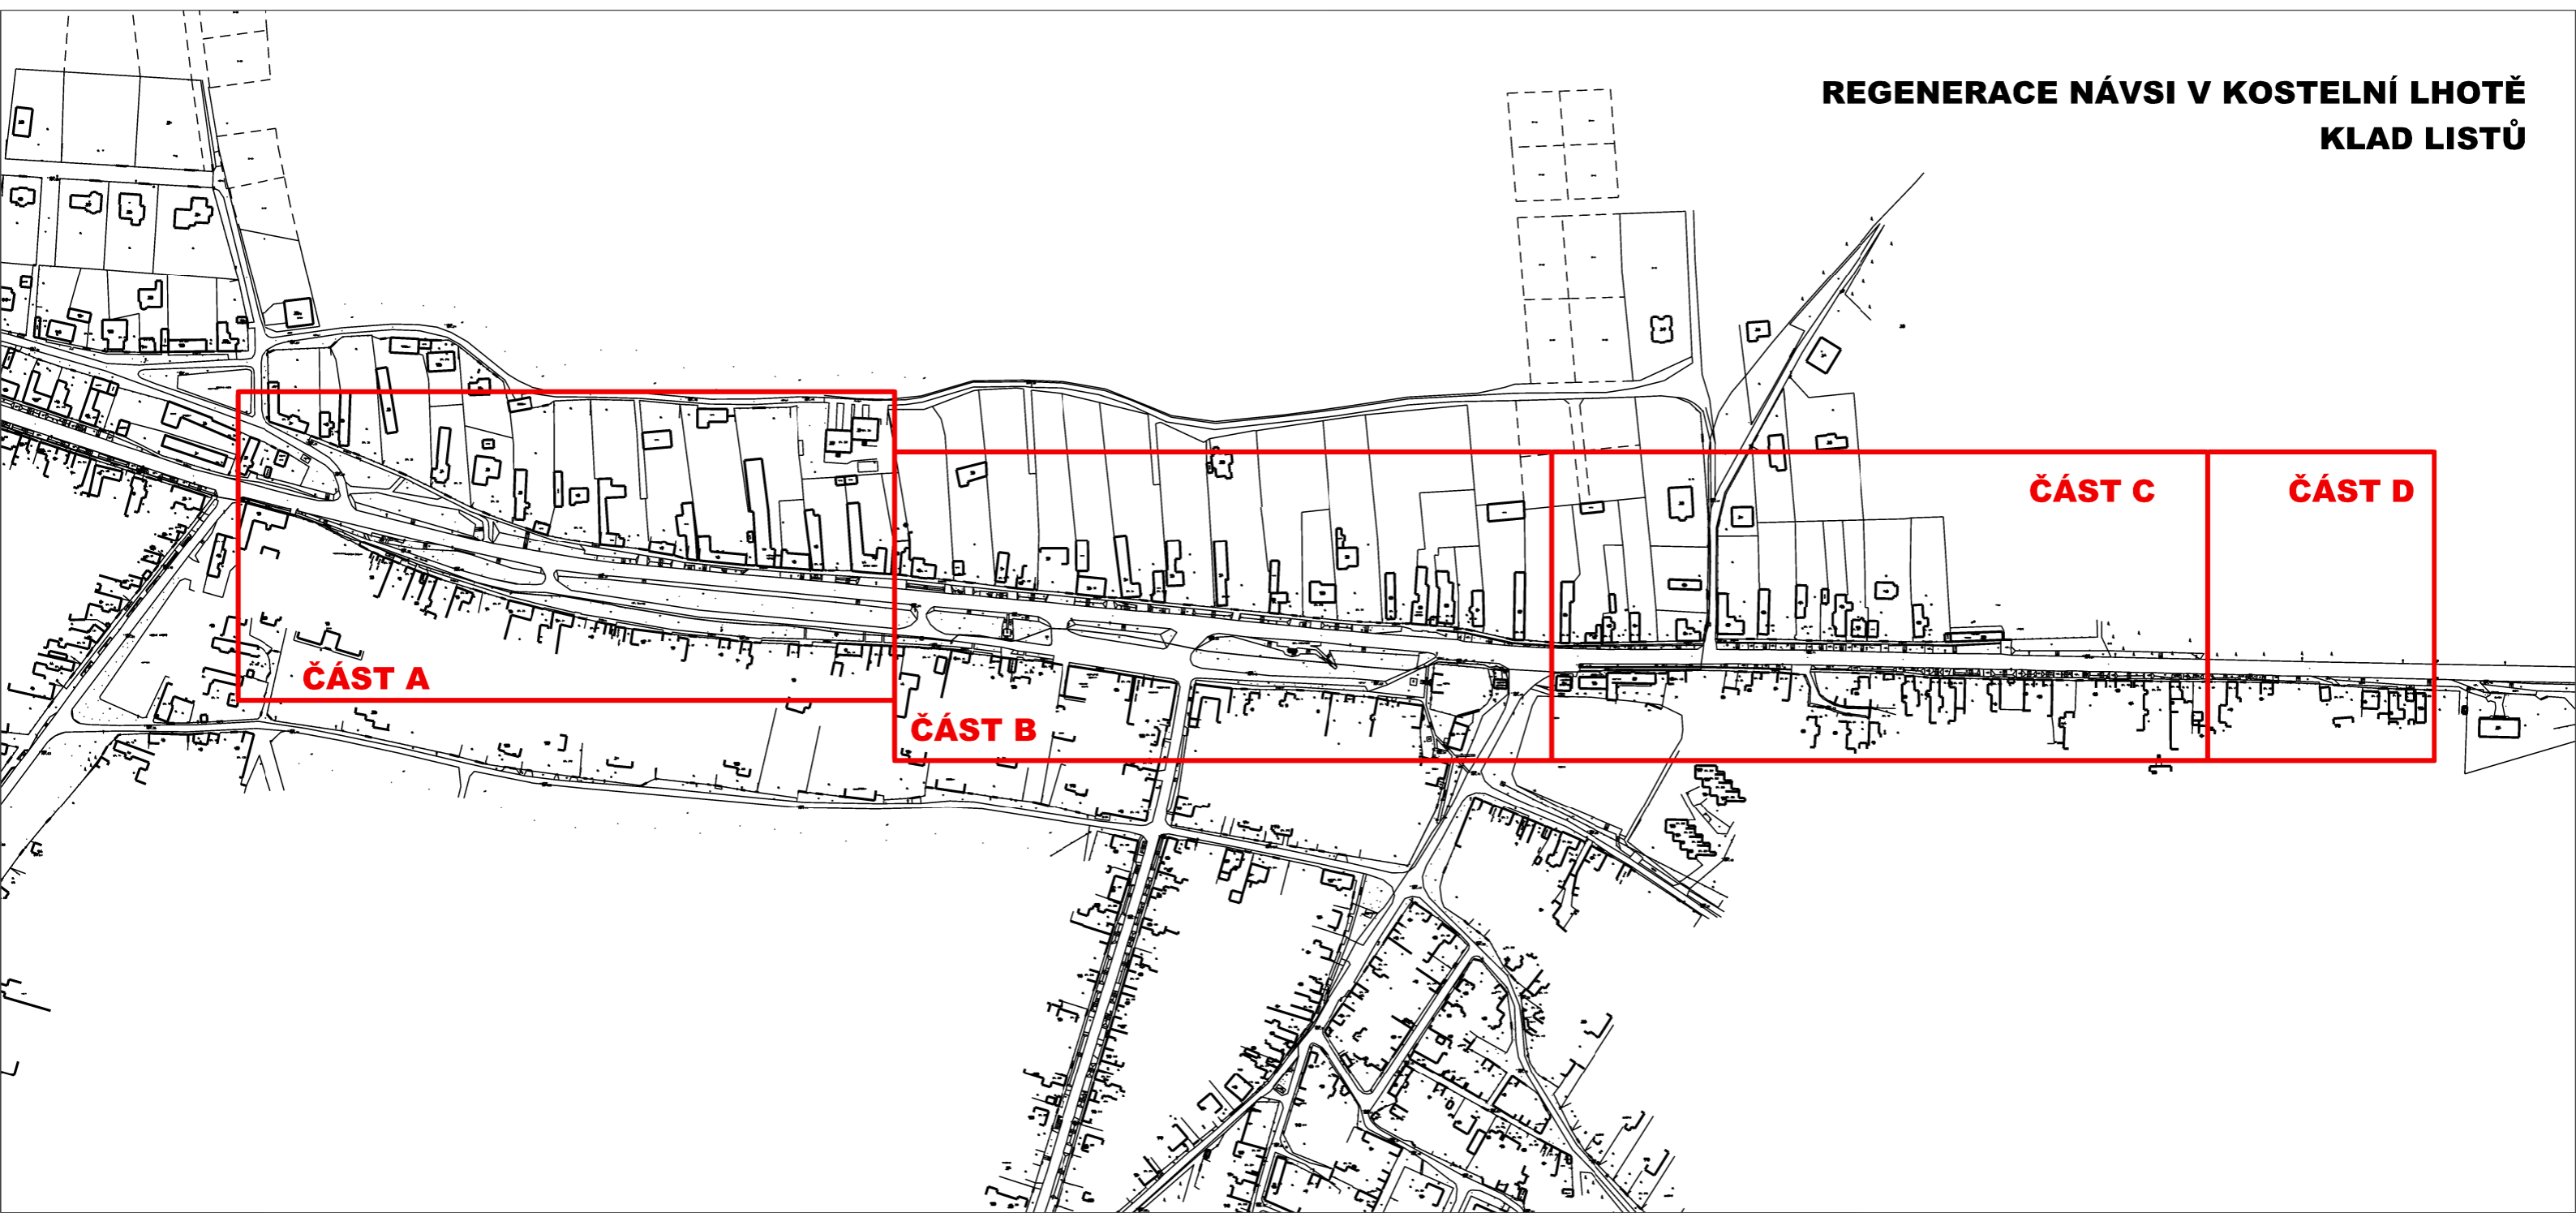 REGENERACE NÁVSI V KOSTELNÍ LHOTĚ
KLAD LISTŮ
ČÁST C
ČÁST D
ČÁST A
ČÁST B